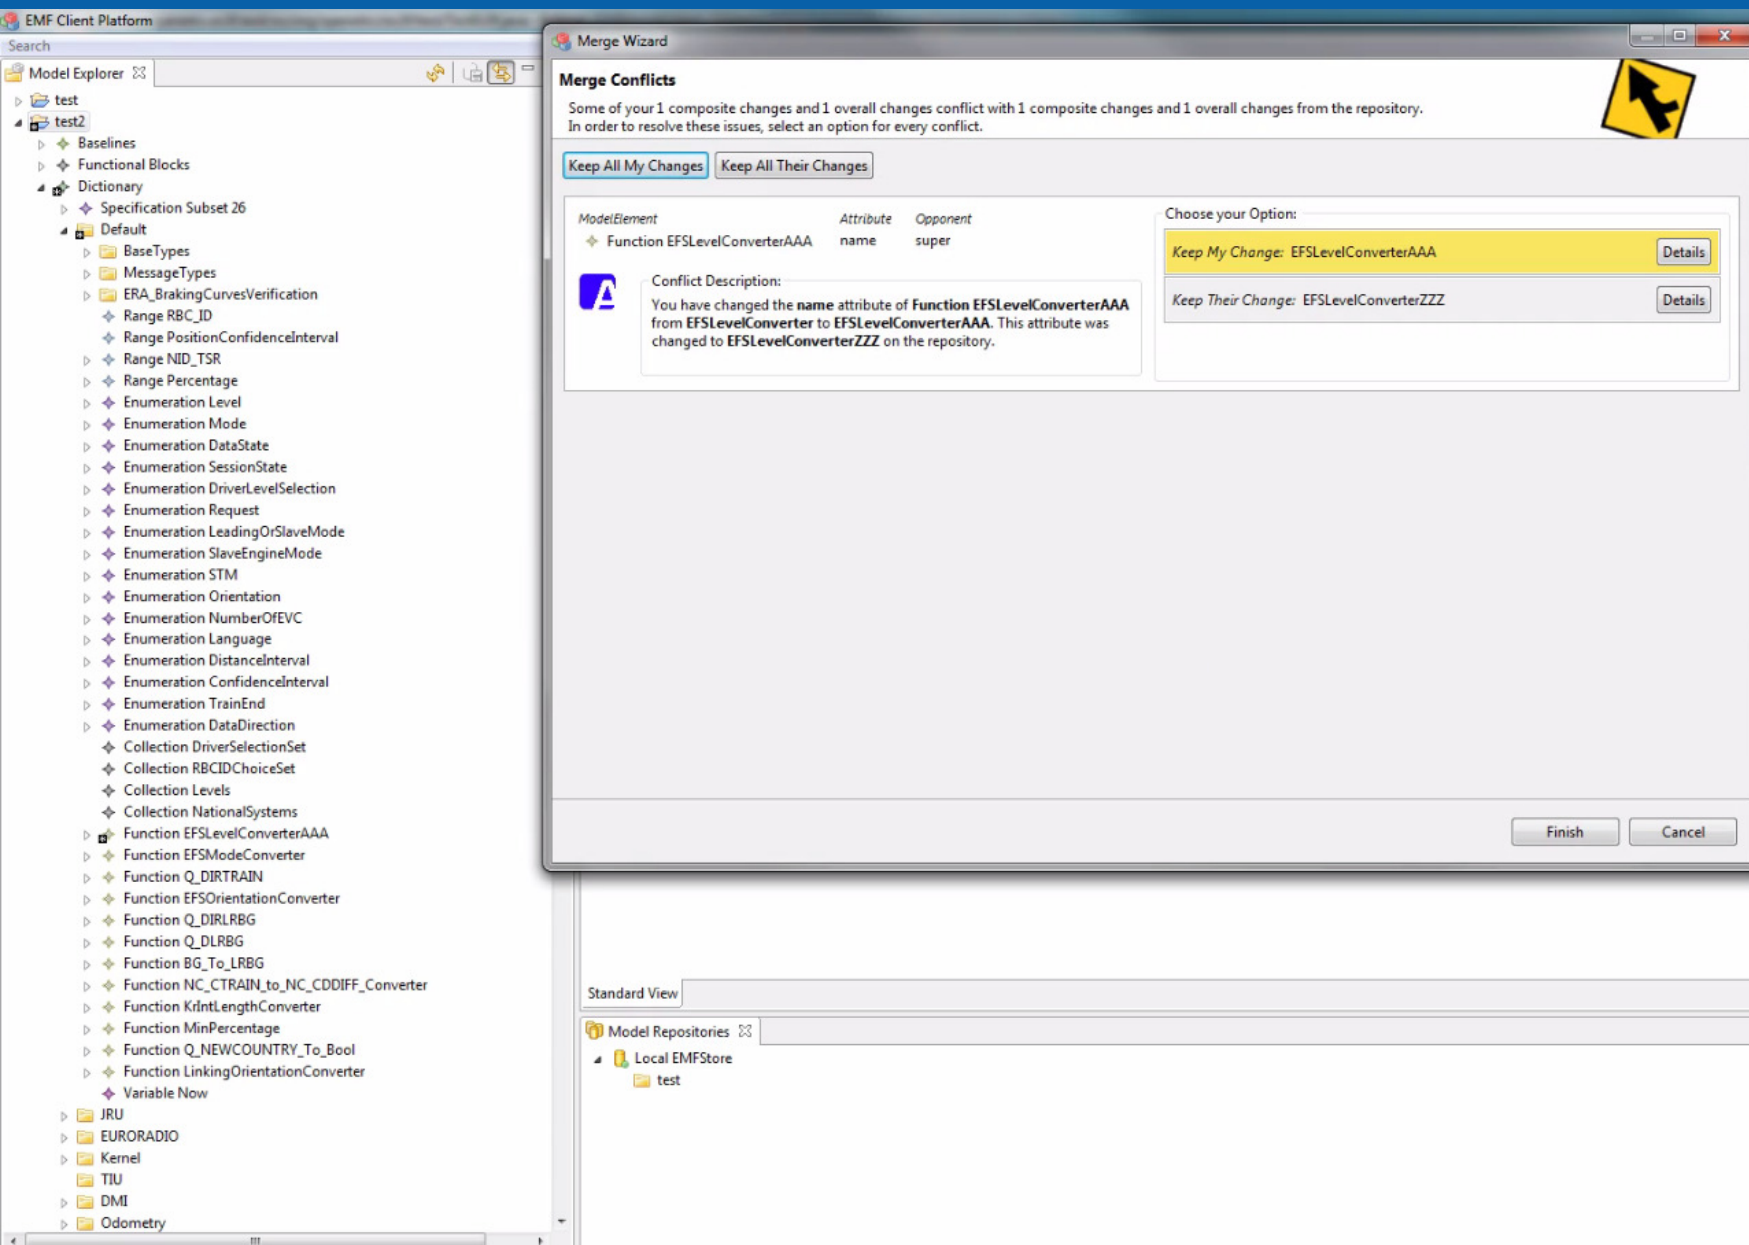 EMF Client Platform
Search
Model Explorer
test
test2
Baselines
Functional Blocks
Dictionary
Specification Subset 26
Default
BaseTypes
MessageTypes
ERA_BrakingCurvesVerification
Range RBC_ID
Range PositionConfidenceInterval
Range NID_TSR
Range Percentage
Enumeration Level
Enumeration Mode
Enumeration DataState
Enumeration SessionState
Enumeration DriverLevelSelection
Enumeration Request
Enumeration LeadingOrSlaveMode
Enumeration SlaveEngineMode
Enumeration STM
Enumeration Orientation
Enumeration NumberOfEVC
Enumeration Language
Enumeration DistanceInterval
Enumeration ConfidenceInterval
Enumeration TrainEnd
Enumeration DataDirection
Collection DriverSelectionSet
Collection RBCIDChoiceSet
Collection Levels
Collection NationalSystems
Function EFSLevelConverterAAA
Function EFSModeConverter
Function Q_DIRTRAIN
Function EFSOrientationConverter
Function Q_DIRLRBG
Function Q_DLRBG
Function BG_To_LRBG
Function NC_CTRAIN_to_NC_CDDIFF_Converter
Function KrIntLengthConverter
Function MinPercentage
Function Q_NEWCOUNTRY_To_Bool
Function LinkingOrientationConverter
Variable Now
JRU
EURORADIO
Kernel
TIU
DMI
Odometry
Merge Wizard
Merge Conflicts
Some of your 1 composite changes and 1 overall changes conflict with 1 composite changes and 1 overall changes from the repository.
In order to resolve these issues, select an option for every conflict.
Keep All My Changes Keep All Their Changes
ModelElement Attribute Opponent
Function EFSLevelConverterAAA name super
Conflict Description:
You have changed the name attribute of Function EFSLevelConverterAAA
from EFSLevelConverter to EFSLevelConverterAAA. This attribute was
changed to EFSLevelConverterZZZ on the repository.
Choose your Option:
Keep My Change: EFSLevelConverterAAA Details
Keep Their Change: EFSLevelConverterZZZ Details
Finish Cancel
Standard View
Model Repositories
Local EMFStore
test